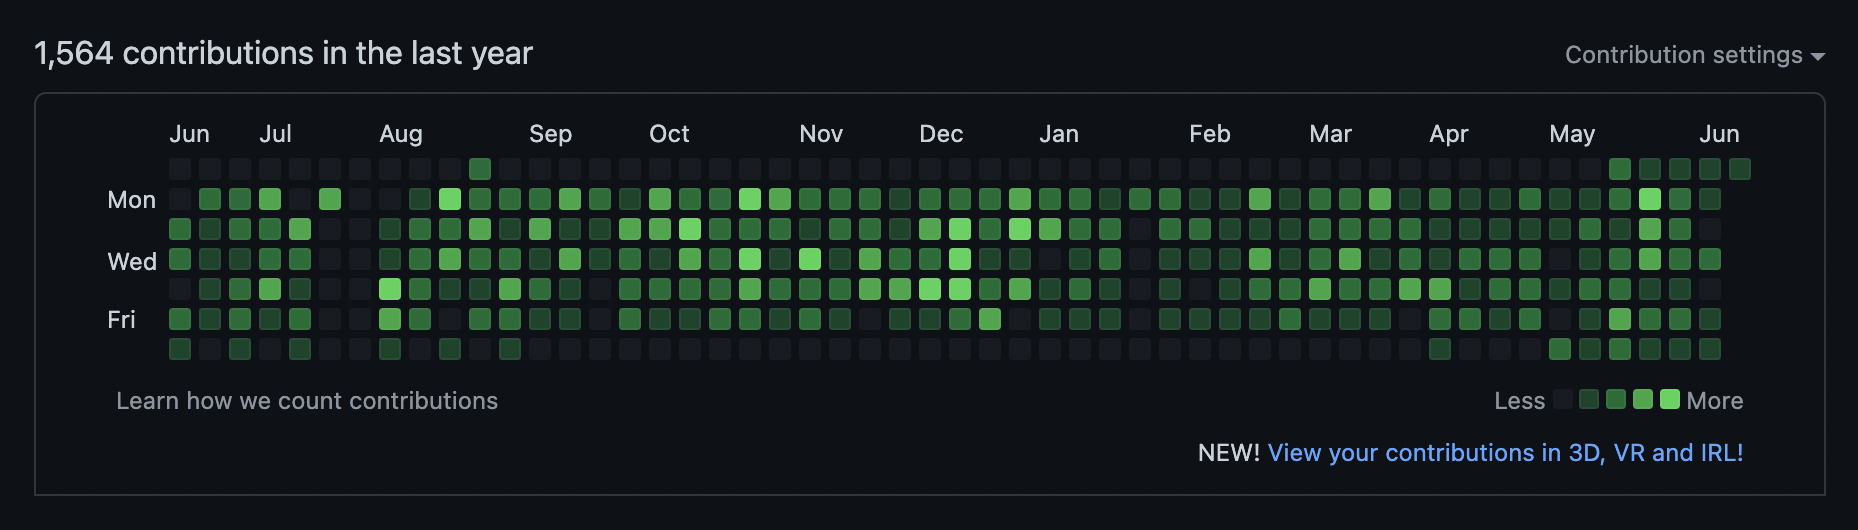 1,564 contributions in the last year
Contribution settings
Jun Jul Aug Sep Oct Nov Dec Jan Feb Mar Apr May Jun
Mon
Wed
Fri
Learn how we count contributions
Less More
NEW! View your contributions in 3D, VR and IRL!